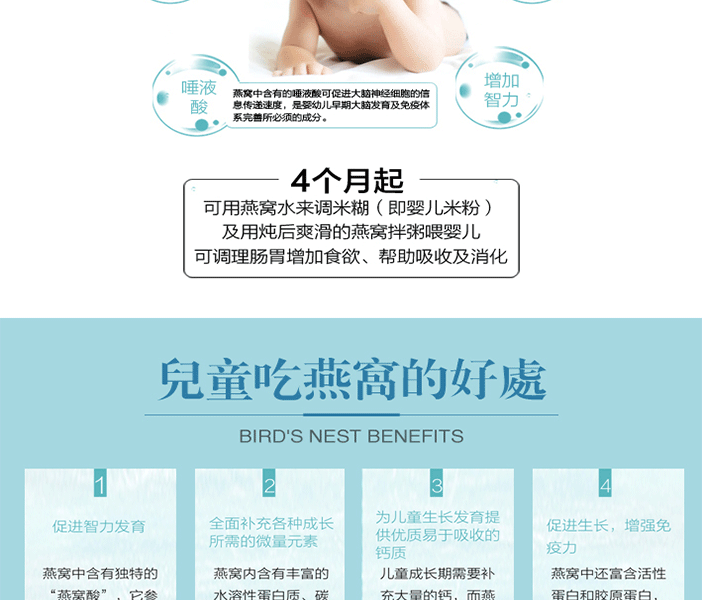 唾液
酸
燕窝中含有的唾液酸可促进大脑神经细胞的信
息传递速度，是婴幼儿早期大脑发育及免疫体
系完善所必须的成分。
增加
智力
4个月起
可用燕窝水来调米糊（即婴儿米粉）
及用炖后爽滑的燕窝拌粥喂婴儿
可调理肠胃增加食欲、帮助吸收及消化
兒童吃燕窩的好處
BIRD'S NEST BENEFITS
1
促进智力发育
燕窝中含有独特的
“燕窝酸”，它参
2
全面补充各种成长
所需的微量元素
燕窝内含有丰富的
水溶性蛋白质、碳
3
为儿童生长发育提
供优质易于吸收的
钙质
儿童成长期需要补
充大量的钙，而燕
4
促进生长，增强免
疫力
燕窝中还富含活性
蛋白和胶原蛋白，